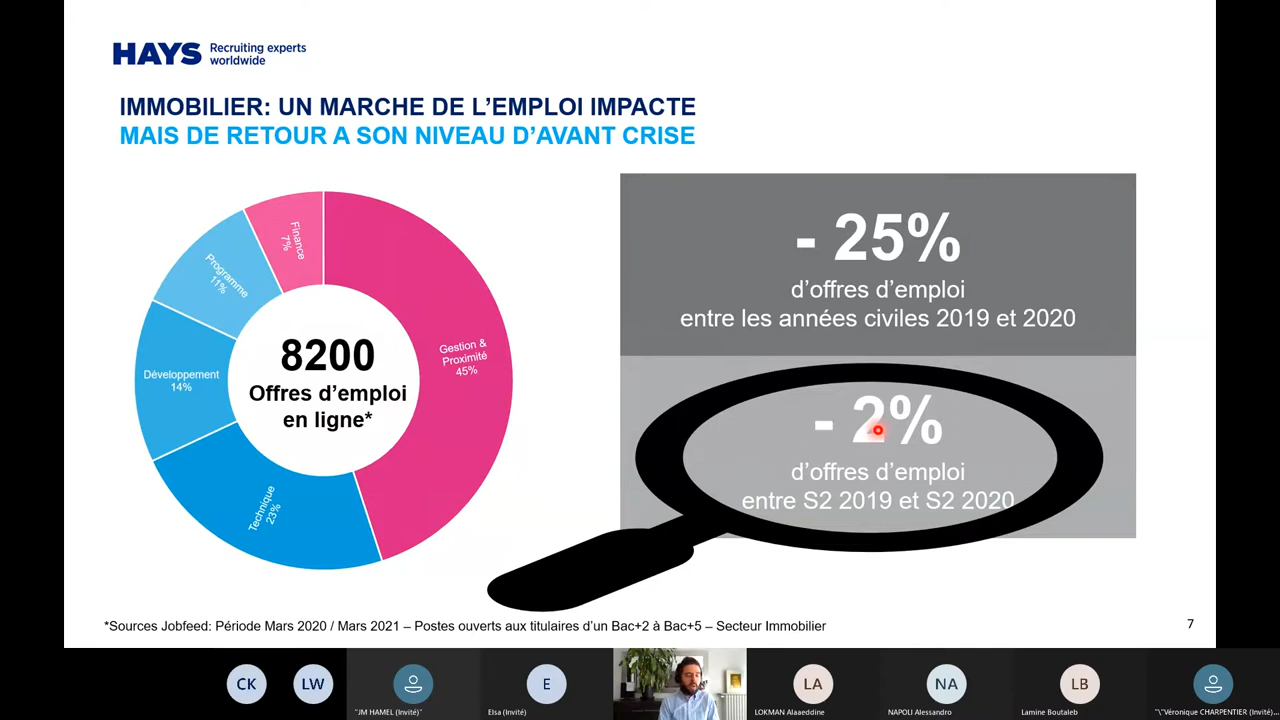 HAYS Recruiting experts
worldwide
IMMOBILIER: UN MARCHE DE L'EMPLOI IMPACTE
MAIS DE RETOUR A SON NIVEAU D'AVANT CRISE
Finance
7%
Programme
11%
Développement
14%
Technique
23%
Gestion &
Proximité
45%
8200
Offres d'emploi
en ligne*
- 25%
d'offres d'emploi
entre les années civiles 2019 et 2020
- 2%
d'offres d'emploi
entre S2 2019 et S2 2020
*Sources Jobfeed: Période Mars 2020 / Mars 2021 – Postes ouverts aux titulaires d'un Bac+2 à Bac+5 – Secteur Immobilier
7
CK
LW
"JM HAMEL (Invité)"
E
Elsa (Invité)
LA
LOKMAN Alaaeddine
NA
NAPOLI Alessandro
LB
Lamine Boutaleb
"\"Véronique CHARPENTIER (Invité)...